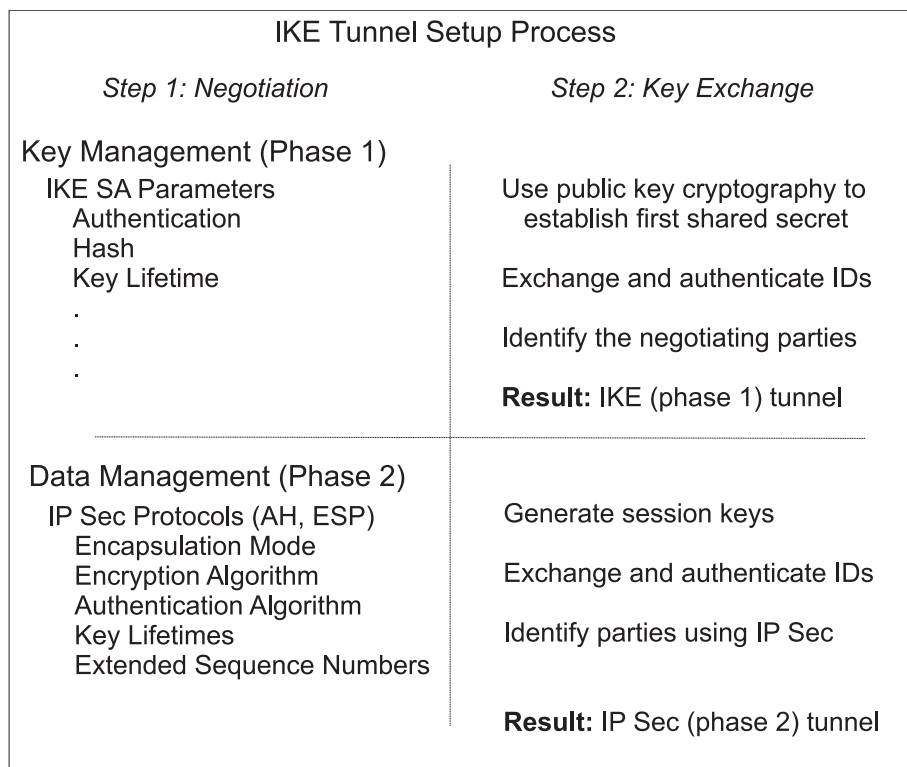 IKE Tunnel Setup Process
Step 1: Negotiation
Step 2: Key Exchange
Key Management (Phase 1)
IKE SA Parameters
Authentication
Hash
Key Lifetime
.
.
.
Use public key cryptography to
establish first shared secret
Exchange and authenticate IDs
Identify the negotiating parties
Result: IKE (phase 1) tunnel
Data Management (Phase 2)
IP Sec Protocols (AH, ESP)
Encapsulation Mode
Encryption Algorithm
Authentication Algorithm
Key Lifetimes
Extended Sequence Numbers
Generate session keys
Exchange and authenticate IDs
Identify parties using IP Sec
Result: IP Sec (phase 2) tunnel